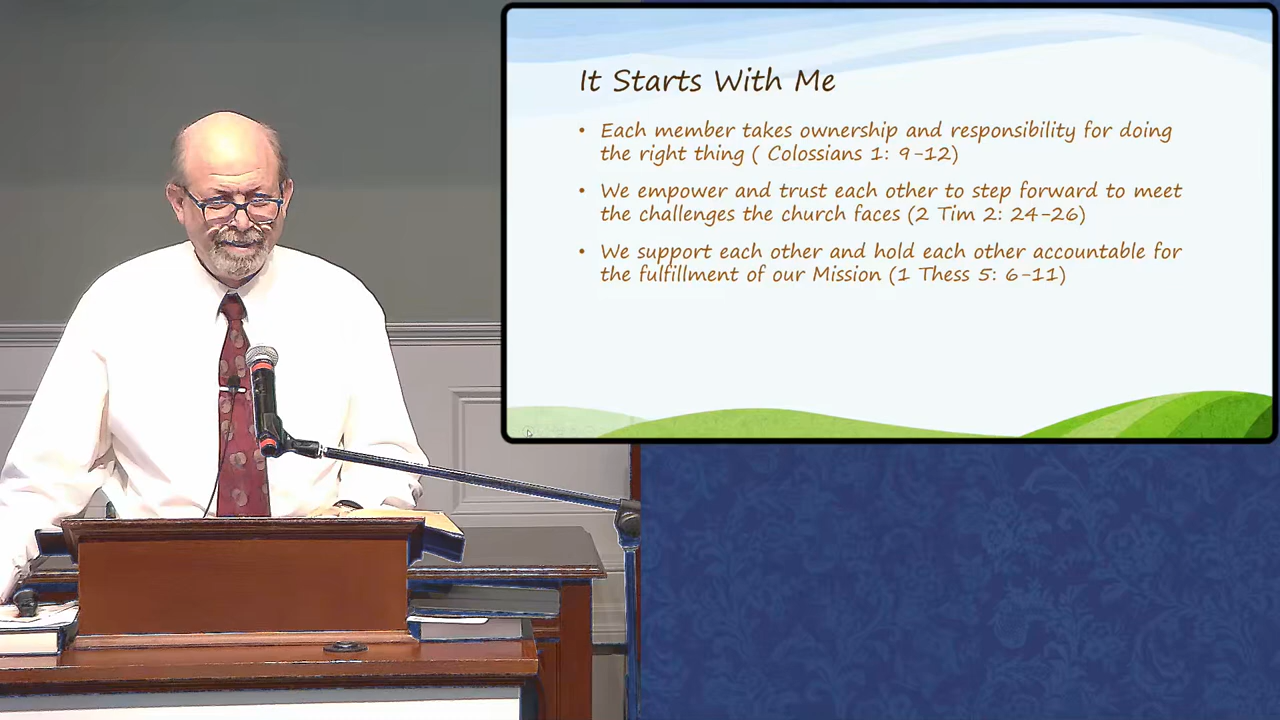 It Starts With Me
• Each member takes ownership and responsibility for doing
the right thing ( Colossians 1: 9-12)
• We empower and trust each other to step forward to meet
the challenges the church faces (2 Tim 2: 24-26)
• We support each other and hold each other accountable for
the fulfillment of our Mission (1 Thess 5: 6-11)